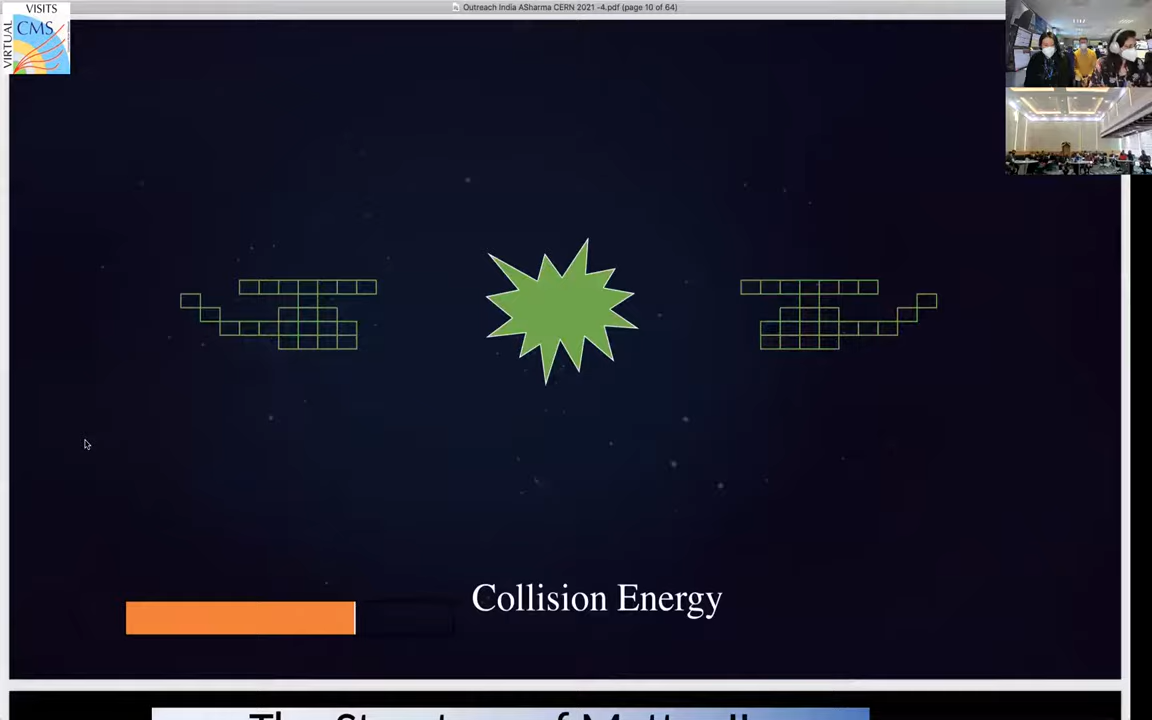 Outreach India ASharma CERN 2021 -4.pdf (page 10 of 64)
VISITS
CMS
VIRTUAL
Collision Energy